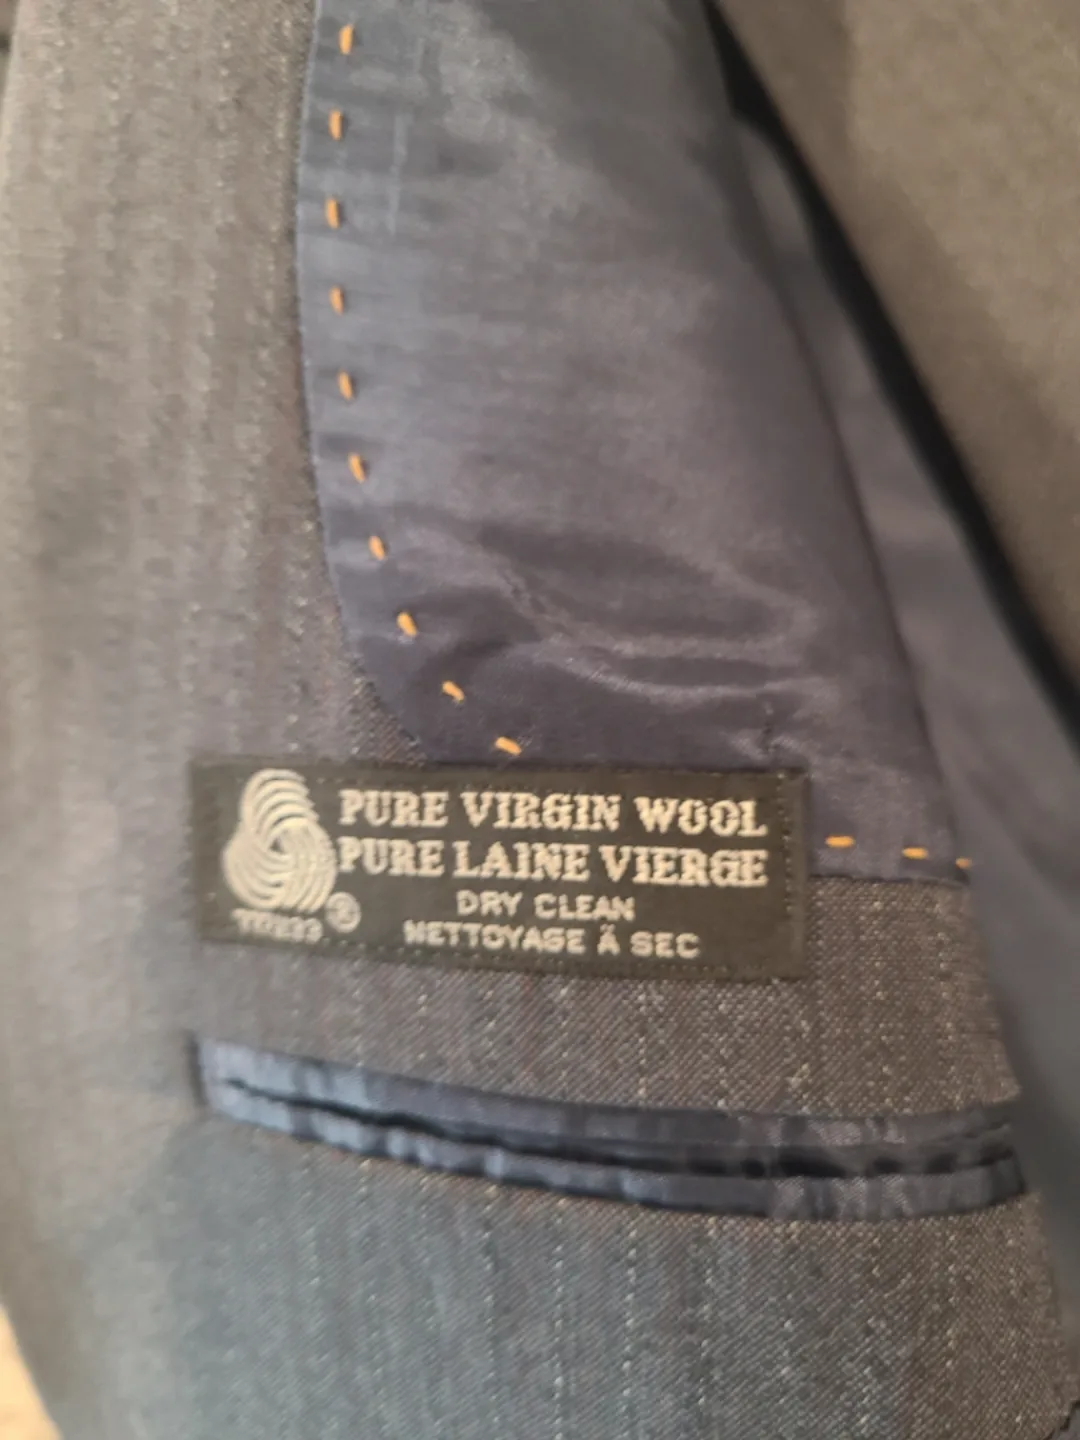 PURE VIRGIN WOOL
PURE LAINE VIERGE
DRY CLEAN
NETTOYAGE À SEC
®